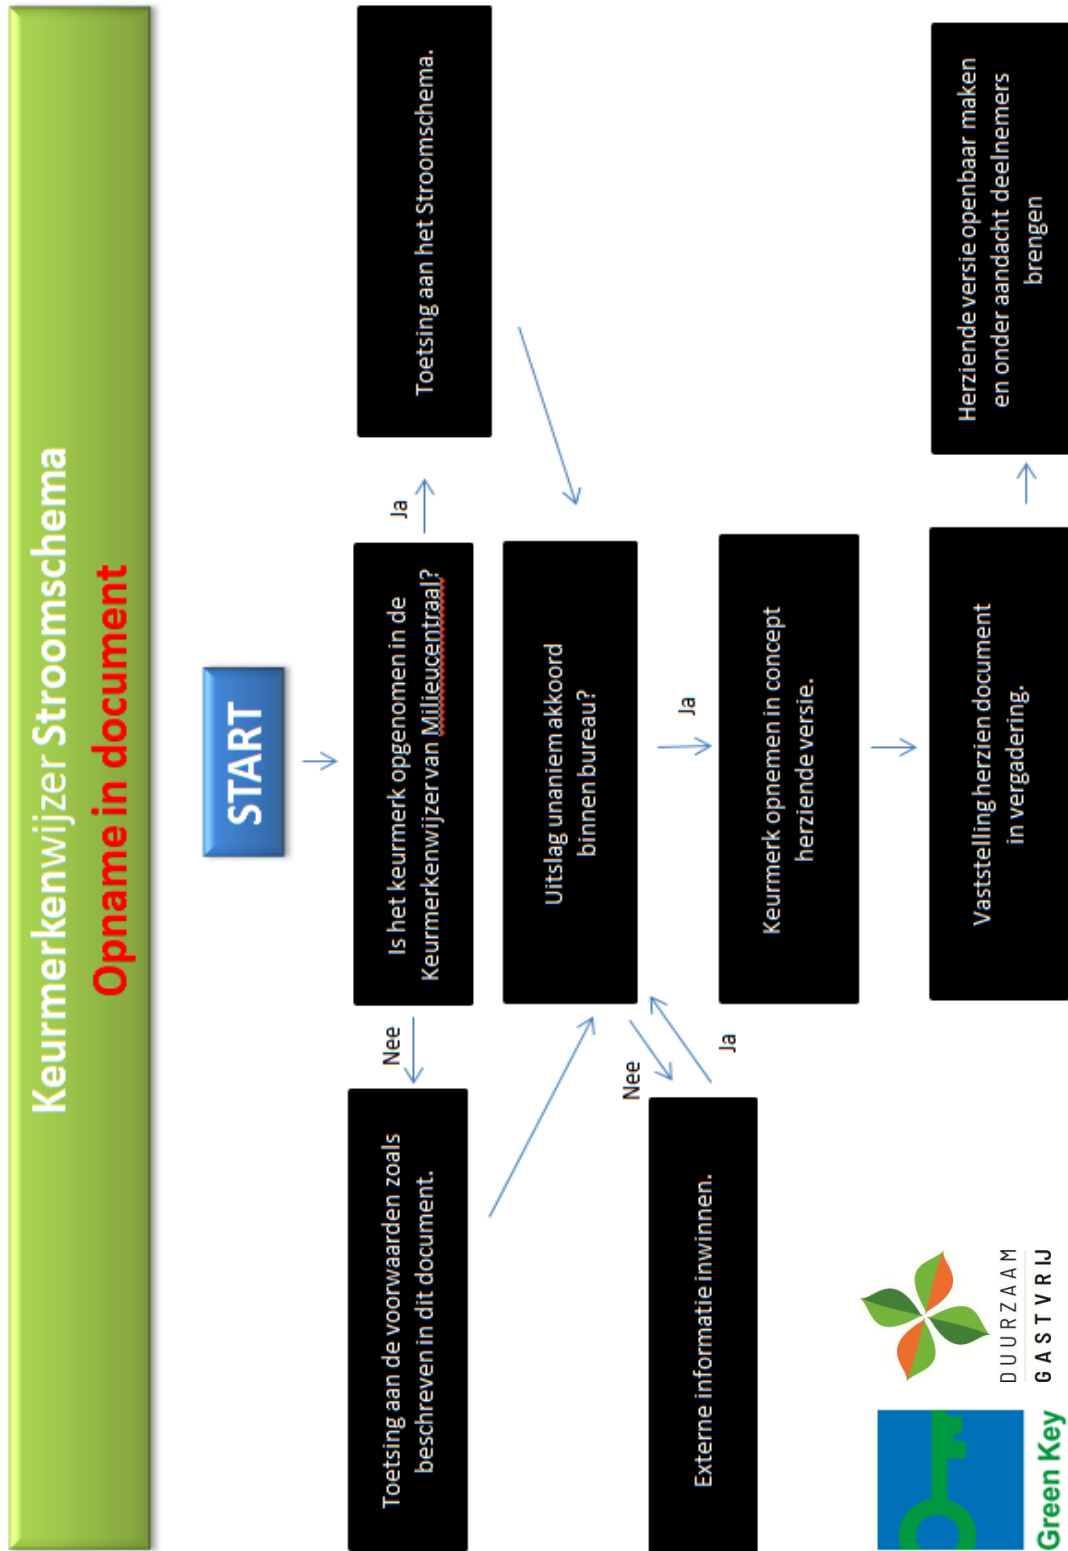 Keurmerkenwijzer Stroomschema
Opname in document
START
Nee
Ja
Toetsing aan de voorwaarden zoals
beschreven in dit document.
Is het keurmerk opgenomen in de
Keurmerkenwijzer van Milieucentraal?
Toetsing aan het Stroomschema.
Uitslag unaniem akkoord
binnen bureau?
Nee
Ja
Ja
Externe informatie inwinnen.
Keurmerk opnemen in concept
herziende versie.
Vaststelling herzien document
in vergadering.
Herziende versie openbaar maken
en onder aandacht deelnemers
brengen
Green Key
DUURZAAM
GASTVRIJ